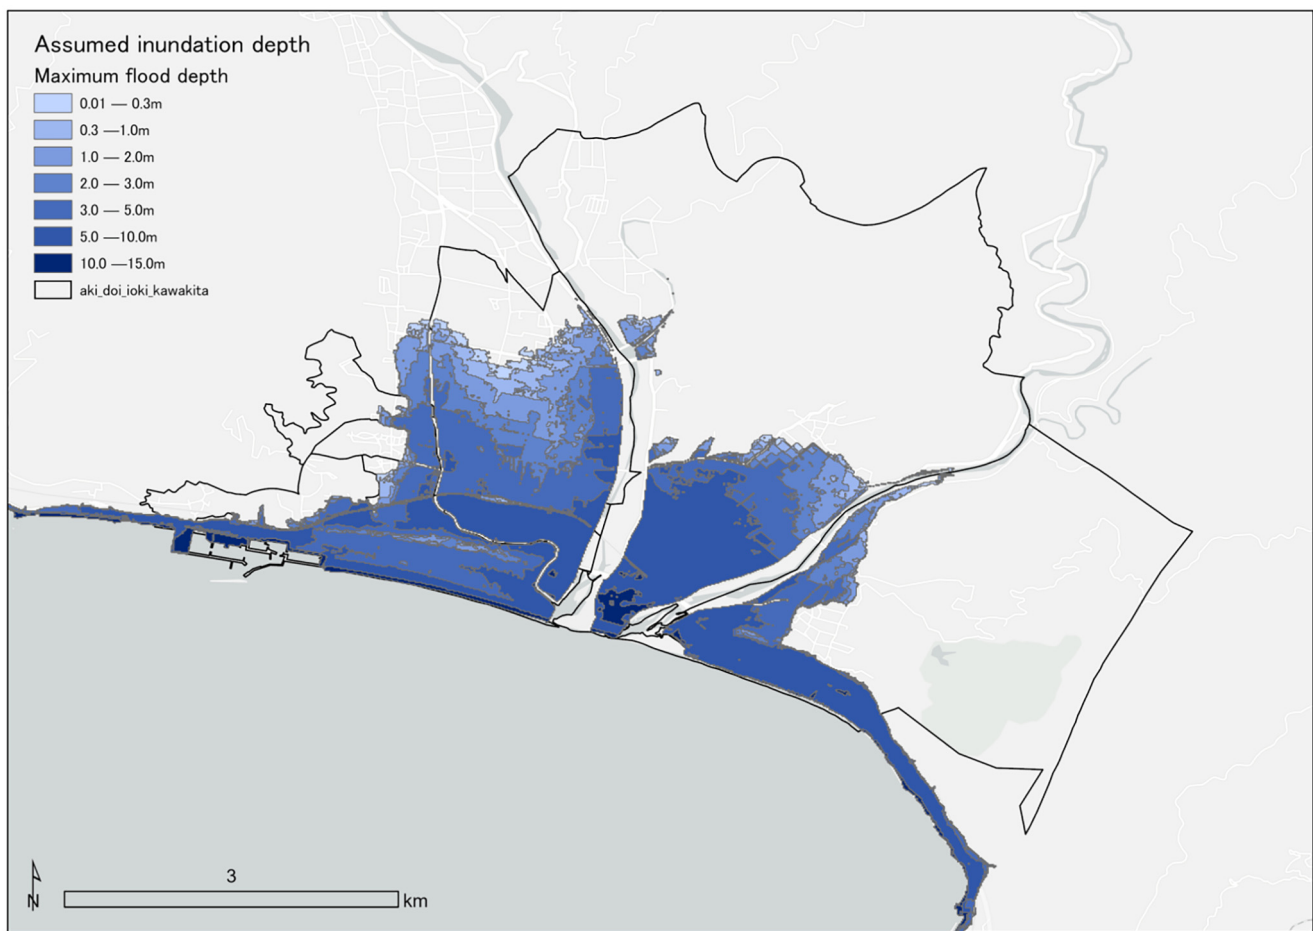 Assumed inundation depth
Maximum flood depth
0.01 — 0.3m
0.3 —1.0m
1.0 — 2.0m
2.0 — 3.0m
3.0 — 5.0m
5.0 —10.0m
10.0 —15.0m
aki_doi_ioki_kawakita
N
3
km